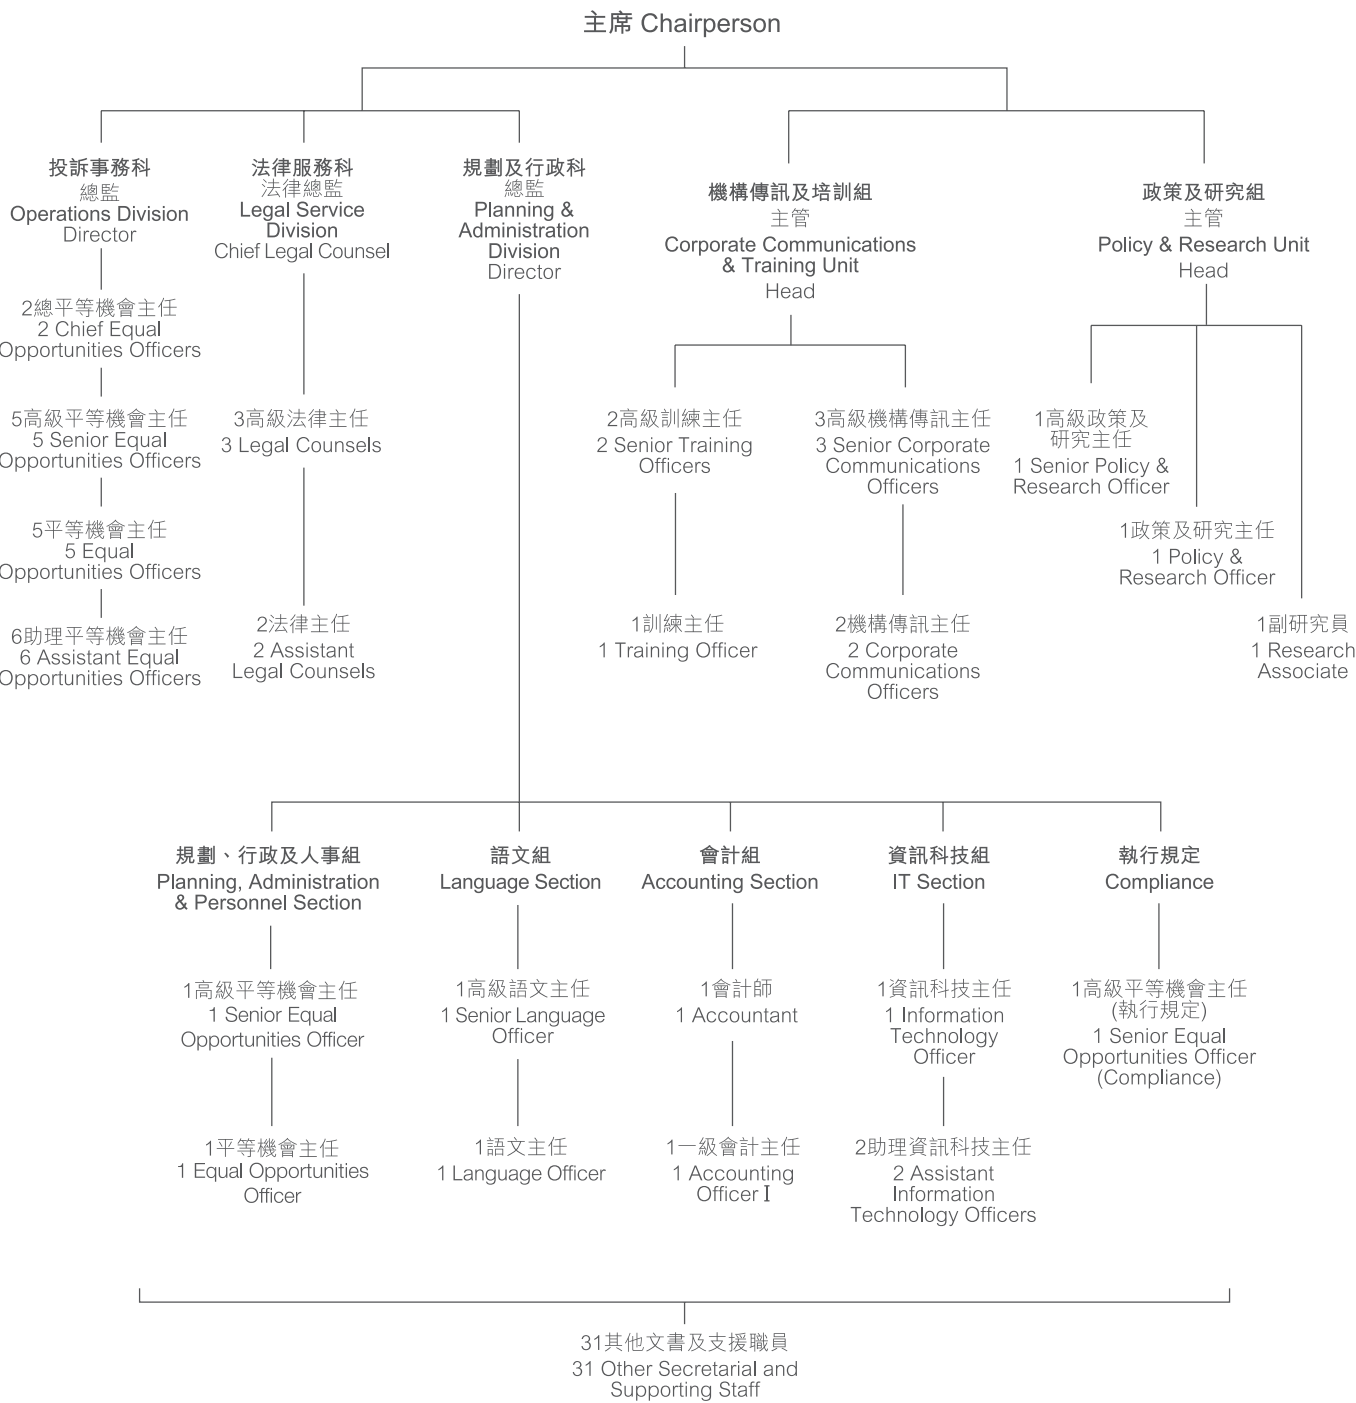 主席 Chairperson
投訴事務科
總監
Operations Division
Director
2總平等機會主任
2 Chief Equal
Opportunities Officers
5高級平等機會主任
5 Senior Equal
Opportunities Officers
5平等機會主任
5 Equal
Opportunities Officers
6助理平等機會主任
6 Assistant Equal
Opportunities Officers
法律服務科
法律總監
Legal Service
Division
Chief Legal Counsel
3高級法律主任
3 Legal Counsels
2法律主任
2 Assistant
Legal Counsels
規劃及行政科
總監
Planning &
Administration
Division
Director
機構傳訊及培訓組
主管
Corporate Communications
& Training Unit
Head
2高級訓練主任
2 Senior Training
Officers
1訓練主任
1 Training Officer
3高級機構傳訊主任
3 Senior Corporate
Communications
Officers
2機構傳訊主任
2 Corporate
Communications
Officers
政策及研究組
主管
Policy & Research Unit
Head
1高級政策及
研究主任
1 Senior Policy &
Research Officer
1政策及研究主任
1 Policy &
Research Officer
1副研究員
1 Research
Associate
規劃、行政及人事組
Planning, Administration
& Personnel Section
1高級平等機會主任
1 Senior Equal
Opportunities Officer
1平等機會主任
1 Equal Opportunities
Officer
語文組
Language Section
1高級語文主任
1 Senior Language
Officer
1語文主任
1 Language Officer
會計組
Accounting Section
1會計師
1 Accountant
1一級會計主任
1 Accounting
Officer I
資訊科技組
IT Section
1資訊科技主任
1 Information
Technology
Officer
2助理資訊科技主任
2 Assistant
Information
Technology Officers
執行規定
Compliance
1高級平等機會主任
(執行規定)
1 Senior Equal
Opportunities Officer
(Compliance)
31其他文書及支援職員
31 Other Secretarial and
Supporting Staff